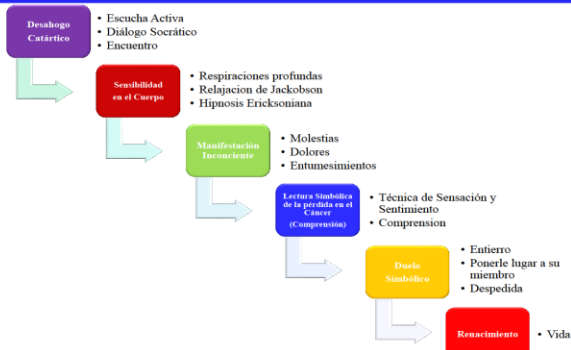 Desahogo
Catártico
• Escucha Activa
• Diálogo Socrático
• Encuentro
Sensibilidad
en el Cuerpo
• Respiraciones profundas
• Relajacion de Jackobson
• Hipnosis Ericksoniana
Manifestación
Inconciente
• Molestias
• Dolores
• Entumesimientos
Lectura Simbólica
de la pérdida en el
Cáncer
(Comprensión)
• Técnica de Sensación y
Sentimiento
• Comprension
Duelo
Simbólico
• Entierro
• Ponerle lugar a su
miembro
• Despedida
Renacimiento
• Vida